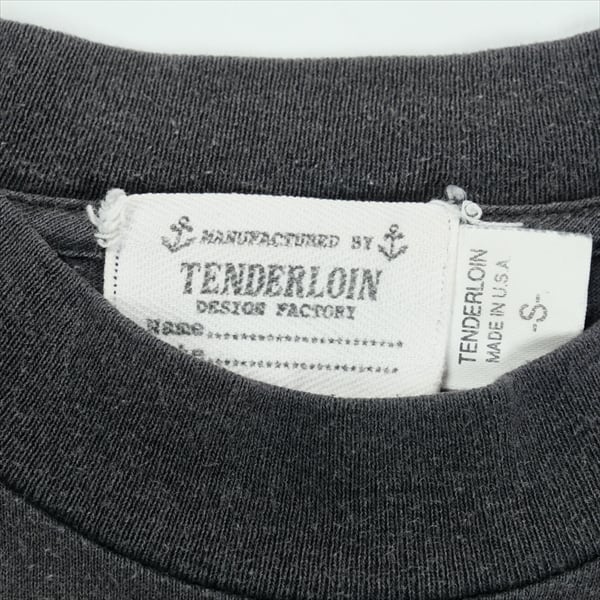 MANUFACTURED BY
TENDERLOIN
DESIGN FACTORY
Name
TENDERLOIN
MADE IN U.S.A
-S-